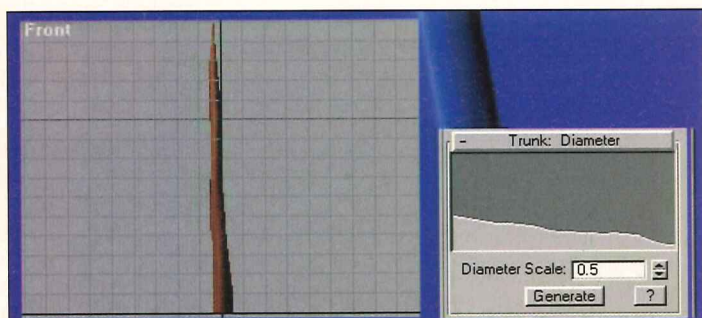 Front
- Trunk: Diameter
Diameter Scale: 0.5
Generate ?